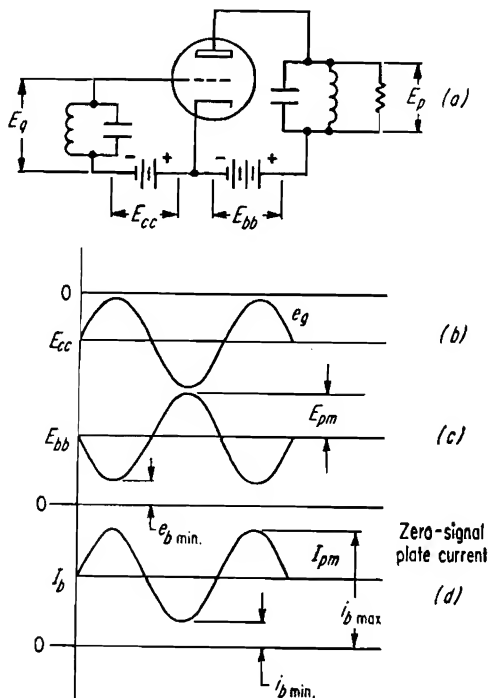 E_g
E_p
(a)
- +
- +
E_cc
E_bb
0
e_g
E_cc
(b)
E_pm
E_bb
(c)
0
e_b min.
Zero-signal
plate current
I_pm
I_b
i_b max
(d)
0
i_b min.